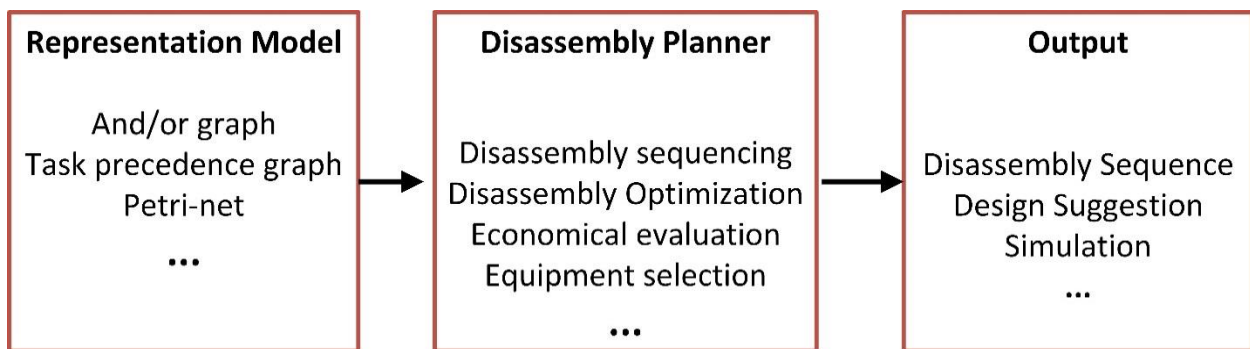 Representation Model
And/or graph
Task precedence graph
Petri-net
...
Disassembly Planner
Disassembly sequencing
Disassembly Optimization
Economical evaluation
Equipment selection
...
Output
Disassembly Sequence
Design Suggestion
Simulation
...